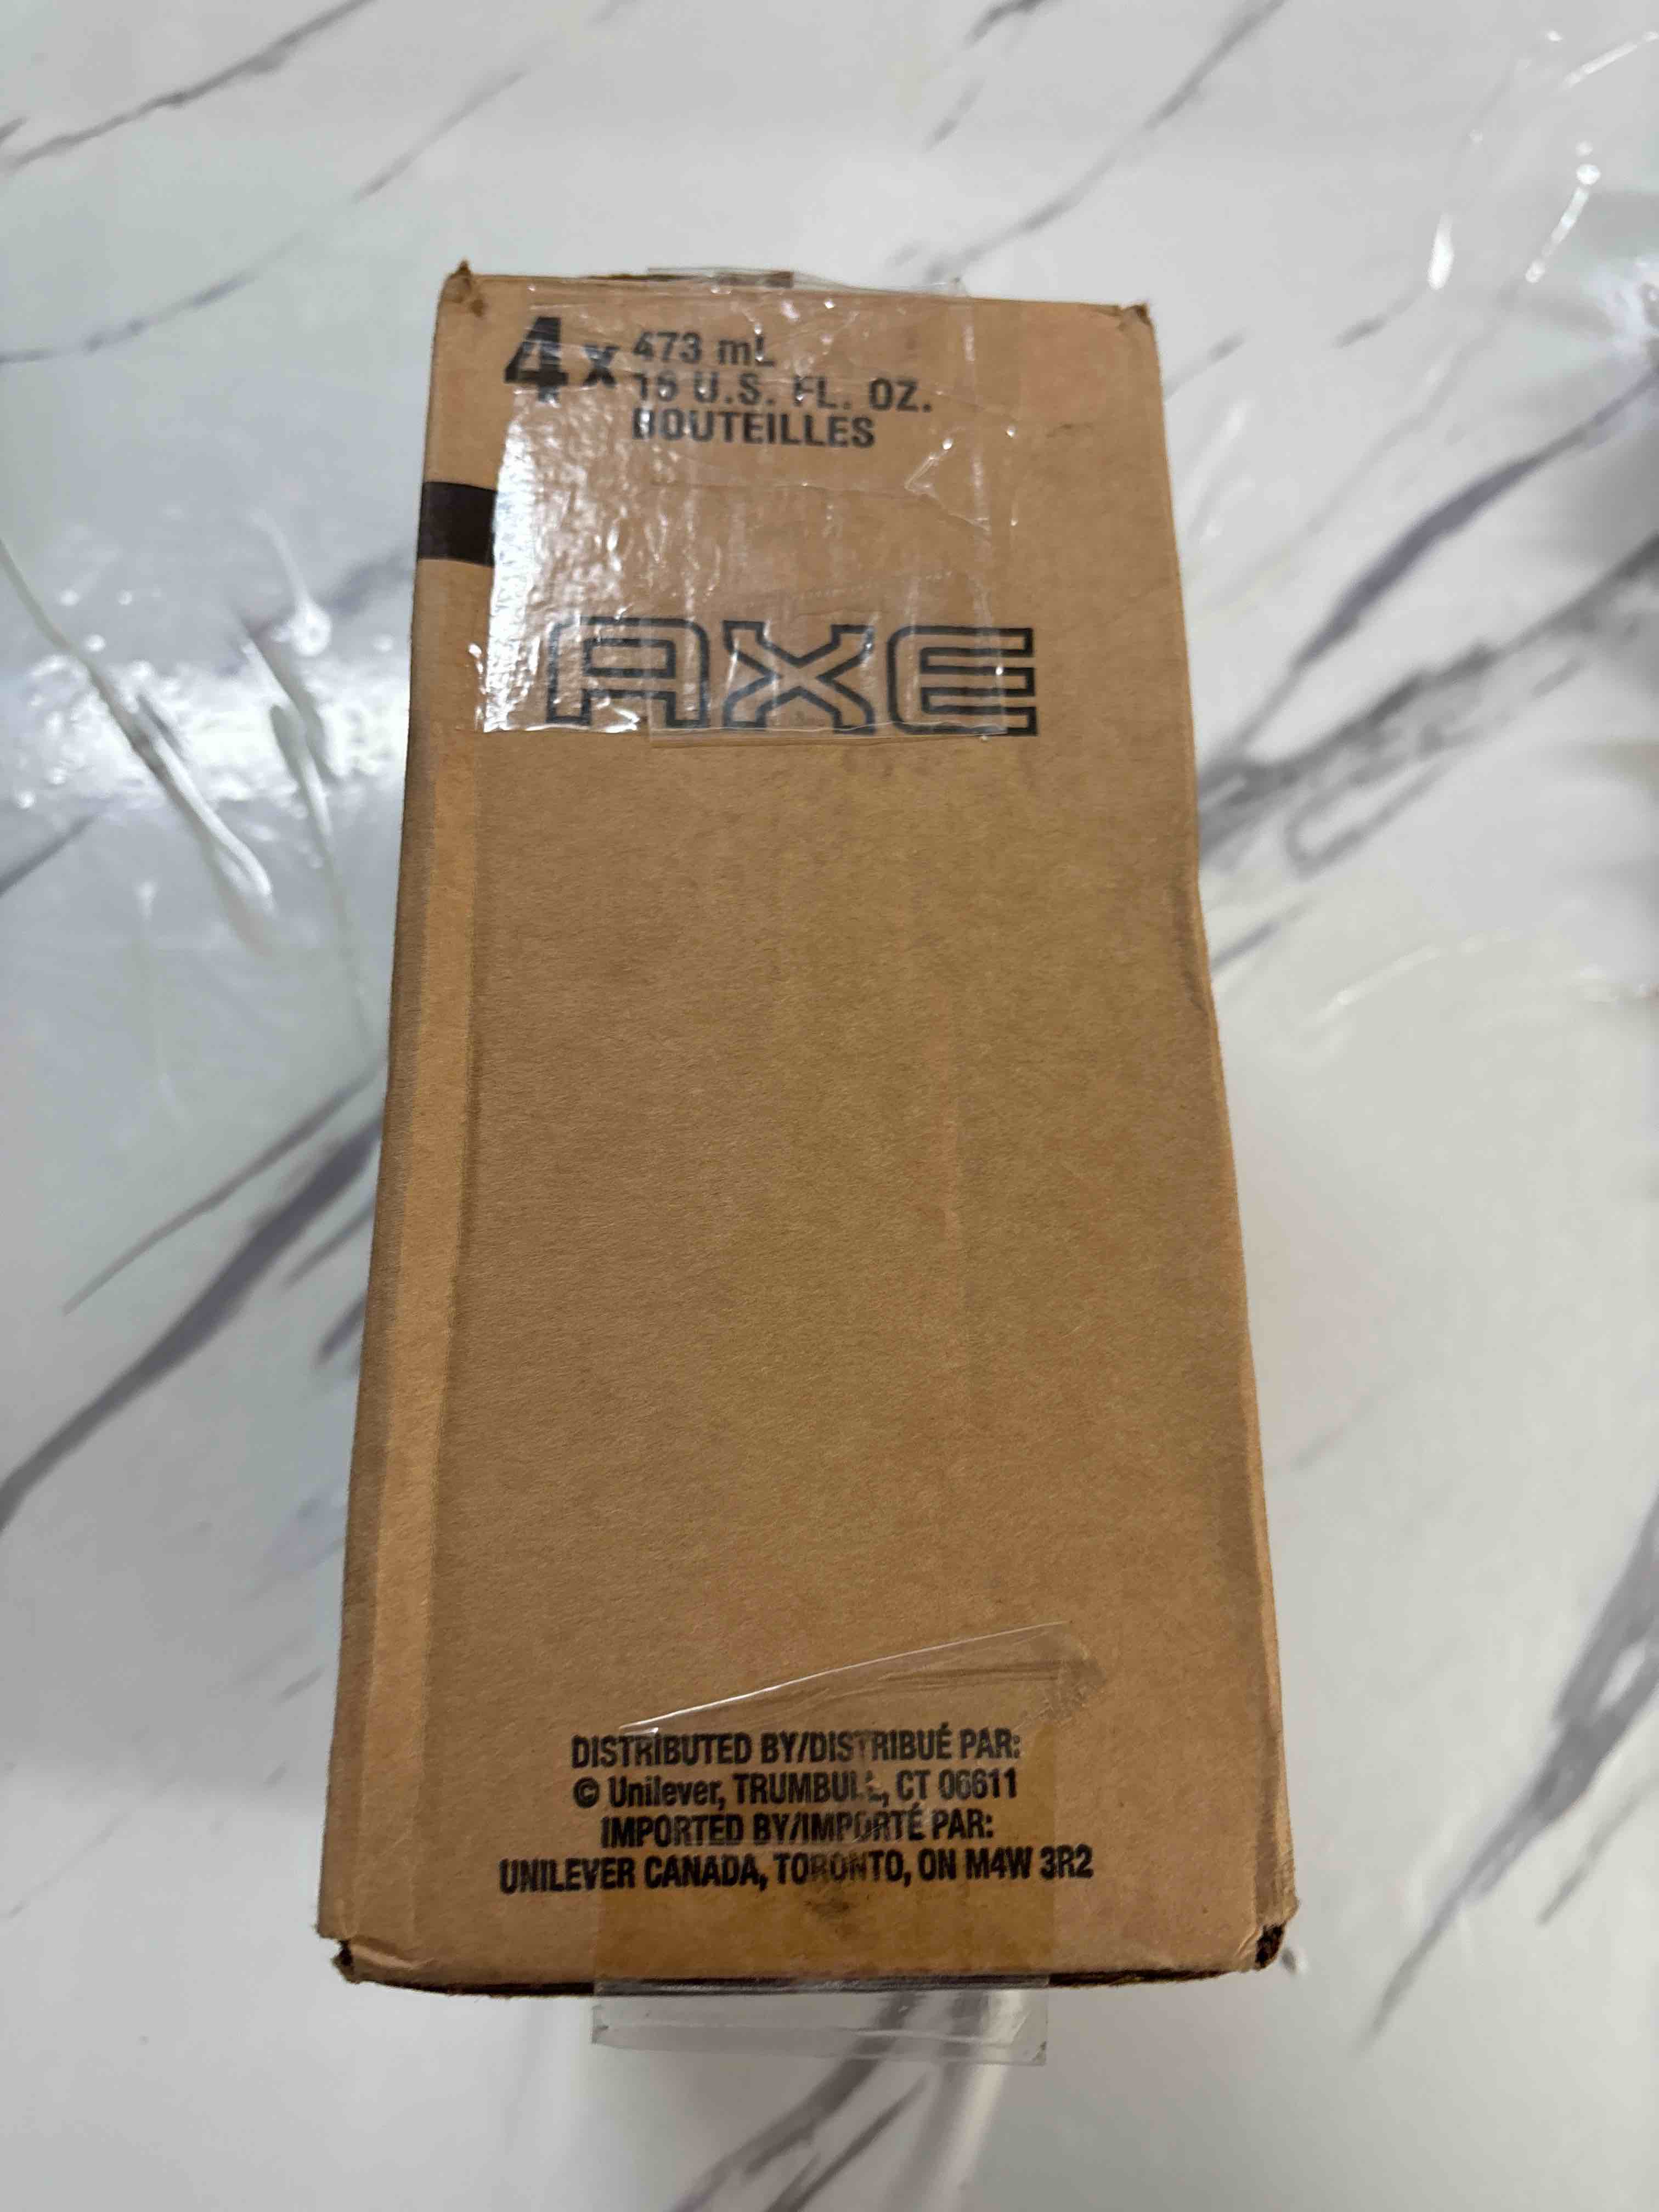 4 x 473 mL
16 U.S. FL. OZ.
BOUTEILLES
AXE
DISTRIBUTED BY/DISTRIBUÉ PAR:
© Unilever, TRUMBULL, CT 06611
IMPORTED BY/IMPORTÉ PAR:
UNILEVER CANADA, TORONTO, ON M4W 3R2